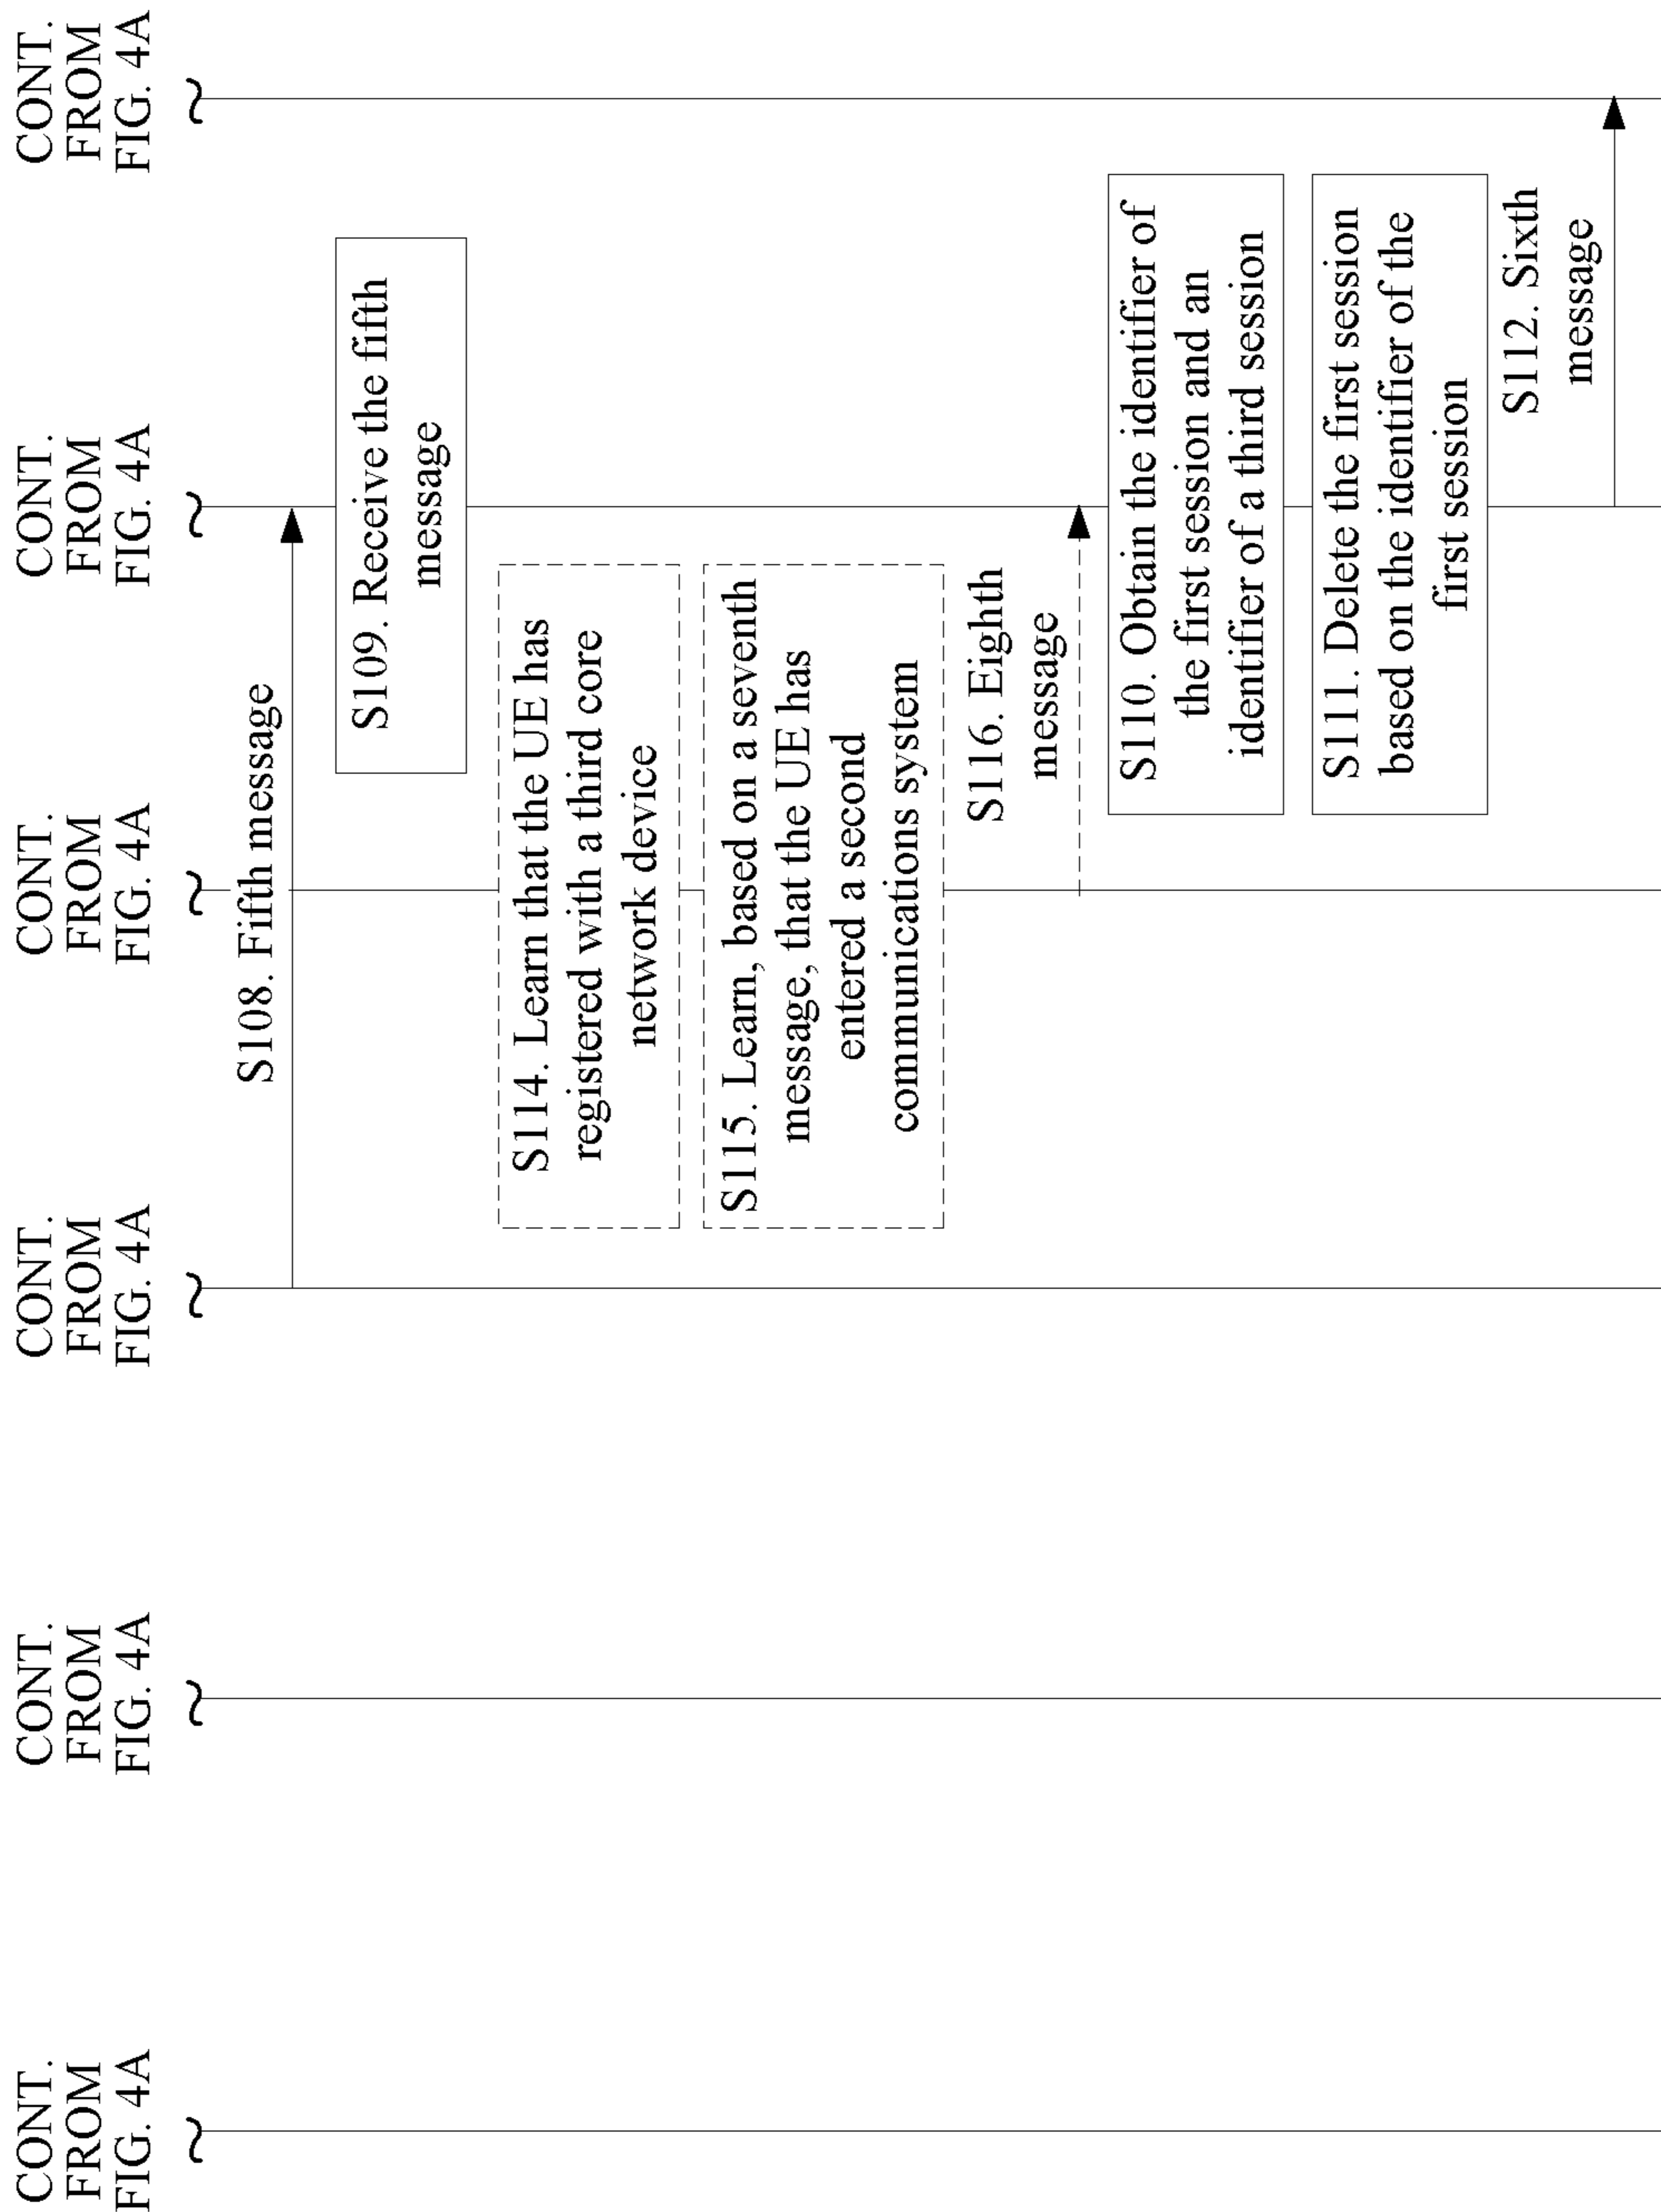 CONT.
FROM
FIG. 4A
CONT.
FROM
FIG. 4A
CONT.
FROM
FIG. 4A
CONT.
FROM
FIG. 4A
CONT.
FROM
FIG. 4A
CONT.
FROM
FIG. 4A
S108. Fifth message
S109. Receive the fifth
message
S114. Learn that the UE has
registered with a third core
network device
S115. Learn, based on a seventh
message, that the UE has
entered a second
communications system
S116. Eighth
message
S110. Obtain the identifier of
the first session and an
identifier of a third session
S111. Delete the first session
based on the identifier of the
first session
S112. Sixth
message